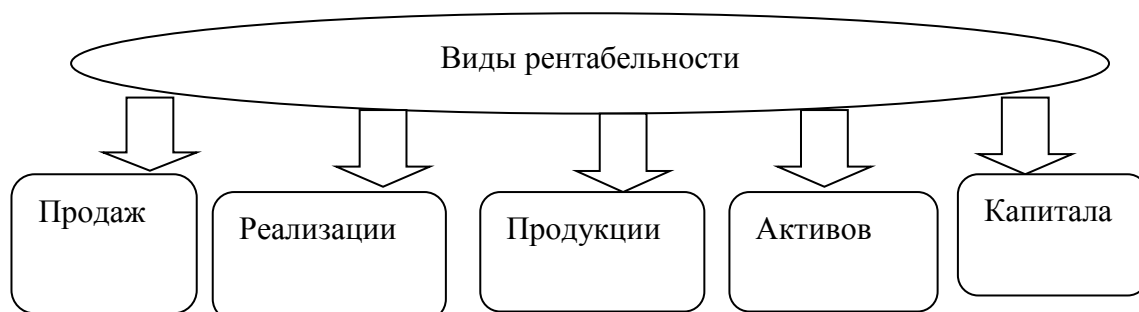 Виды рентабельности
Продаж
Реализации
Продукции
Активов
Капитала